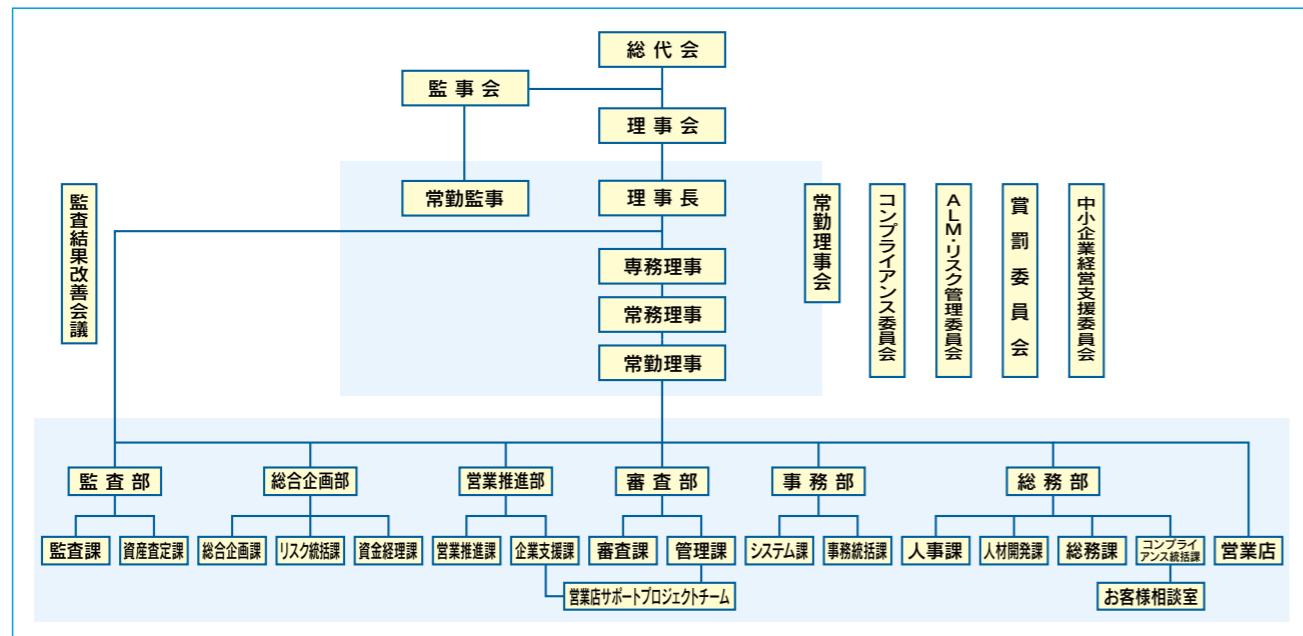 総代会
監事会
理事会
常勤監事
理事長
専務理事
常務理事
常勤理事
監査結果改善会議
常勤理事会
コンプライアンス委員会
ALM・リスク管理委員会
賞罰委員会
中小企業経営支援委員会
監査部
総合企画部
営業推進部
審査部
事務部
総務部
監査課
資産査定課
総合企画課
リスク統括課
資金経理課
営業推進課
企業支援課
審査課
管理課
システム課
事務統括課
人事課
人材開発課
総務課
コンプライ
アンス統括課
営業店
営業店サポートプロジェクトチーム
お客様相談室